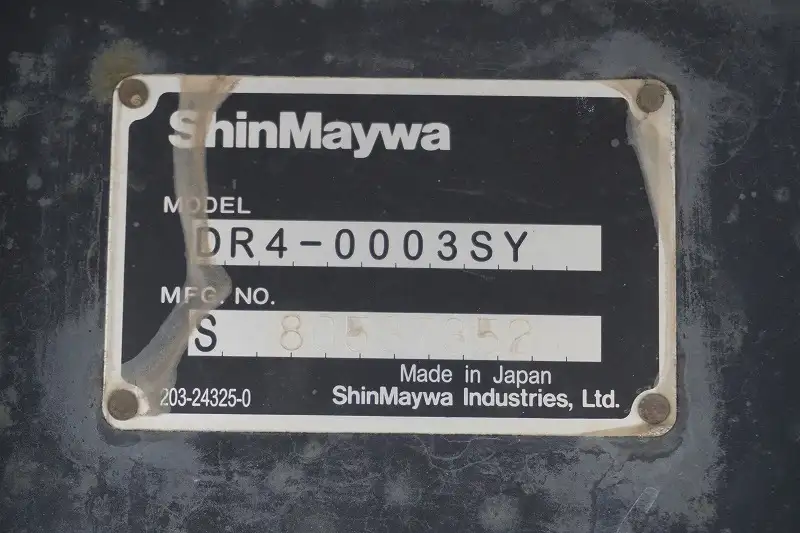 ShinMaywa
MODEL
DR4-0003SY
MFG. NO.
S
Made in Japan
203-24325-0
ShinMaywa Industries, Ltd.